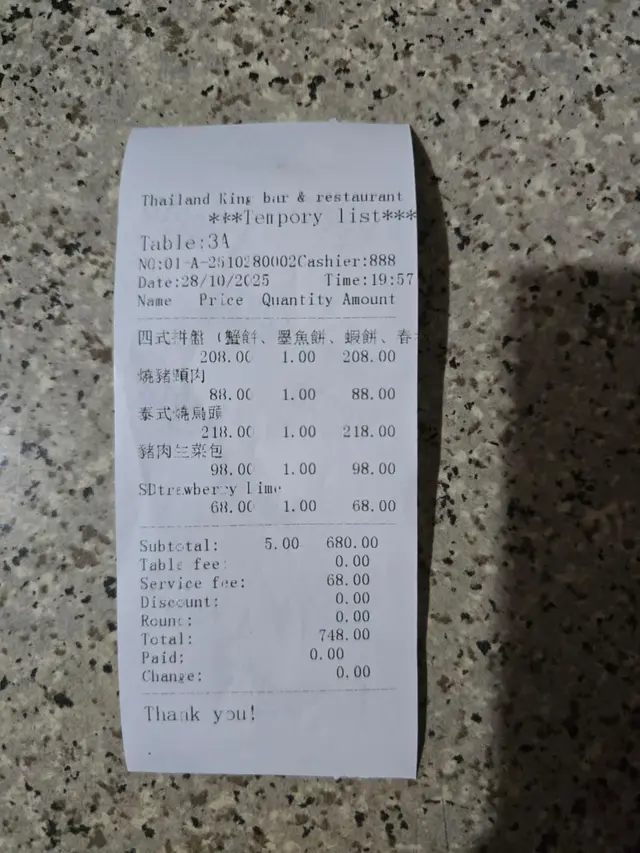 Thailand King bar & restaurant
***Tempory list***
Table:3A
NO:01-A-2510280002Cashier:888
Date:28/10/2025 Time:19:57
Name Price Quantity Amount
四式拼盤 (蟹餅、墨魚餅、蝦餅、春
208.00 1.00 208.00
燒豬頸肉
88.00 1.00 88.00
泰式燒烏頭
218.00 1.00 218.00
豬肉生菜包
98.00 1.00 98.00
SDtrawberry Lime
68.00 1.00 68.00
Subtotal: 5.00 680.00
Table fee: 0.00
Service fee: 68.00
Discount: 0.00
Round: 0.00
Total: 748.00
Paid: 0.00
Change: 0.00
Thank you!